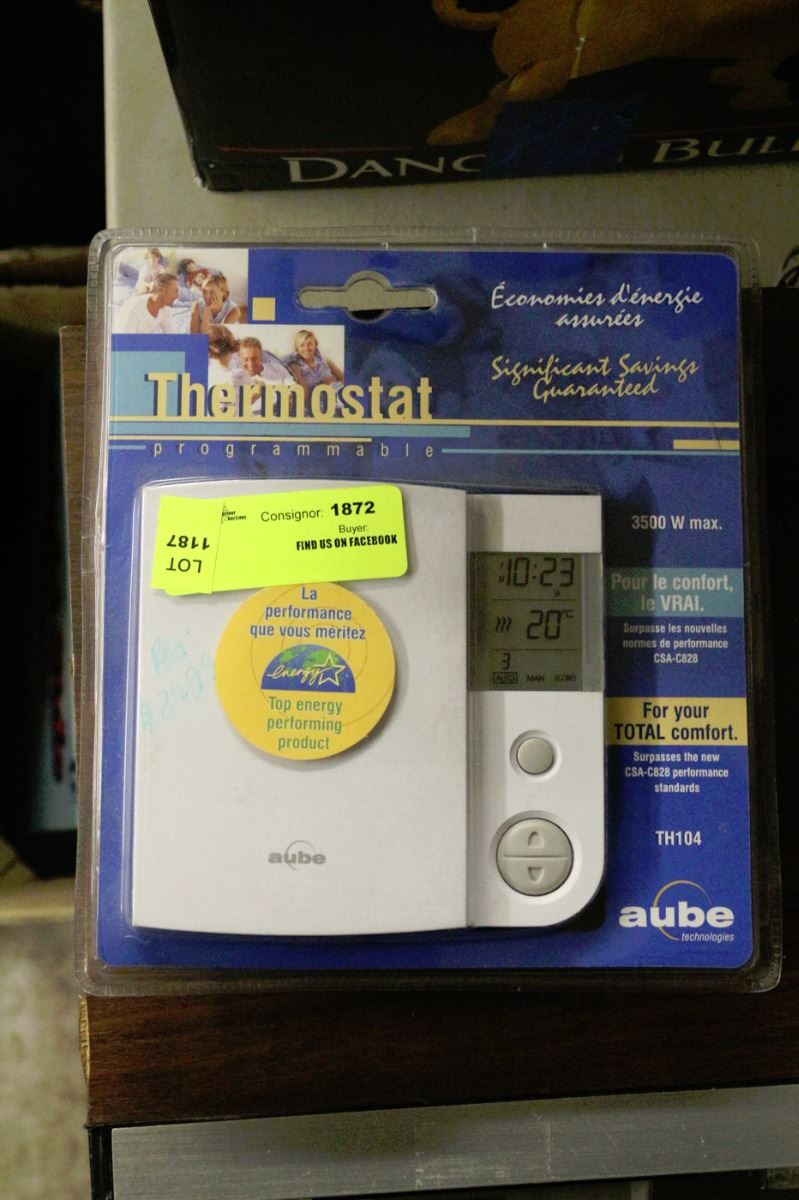 DANC BUL
Économies d'énergie
assurées
Significant Savings
Guaranteed
Thermostat
programmable
Consignor: 1872
Buyer:
FIND US ON FACEBOOK
LOT
1187
3500 W max.
Pour le confort,
le VRAI.
Surpasse les nouvelles
normes de performance
CSA-C828
10:23
20°C
3
AUTO MAN ECONO
La
performance
que vous méritez
energy
Top energy
performing
product
For your
TOTAL comfort.
Surpasses the new
CSA-C828 performance
standards
TH104
aube
aube
technologies